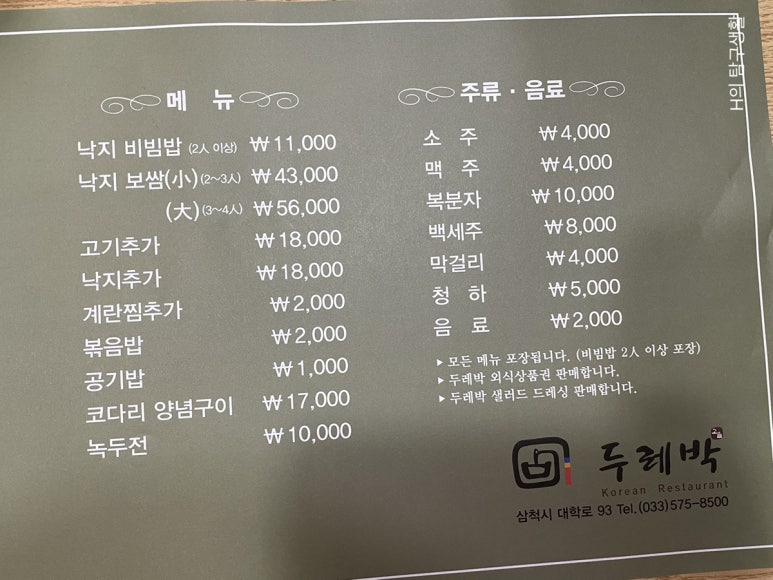 메 뉴
낙지 비빔밥 (2人 이상) ₩11,000
낙지 보쌈(小)(2~3人) ₩43,000
(大)(3~4人) ₩56,000
고기추가 ₩18,000
낙지추가 ₩18,000
계란찜추가 ₩2,000
볶음밥 ₩2,000
공기밥 ₩1,000
코다리 양념구이 ₩17,000
녹두전 ₩10,000
주류·음료
소 주 ₩4,000
맥 주 ₩4,000
복분자 ₩10,000
백세주 ₩8,000
막걸리 ₩4,000
청 하 ₩5,000
음 료 ₩2,000
▶ 모든 메뉴 포장됩니다. (비빔밥 2人 이상 포장)
▶ 두레박 외식상품권 판매합니다.
▶ 두레박 샐러드 드레싱 판매합니다.
두레박
Korean Restaurant
삼척시 대학로 93 Tel.(033)575-8500
H의 탐구생활